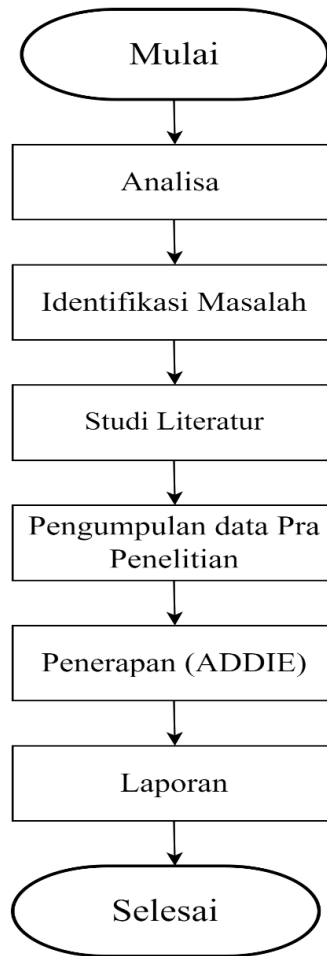 Mulai
Analisa
Identifikasi Masalah
Studi Literatur
Pengumpulan data Pra
Penelitian
Penerapan (ADDIE)
Laporan
Selesai